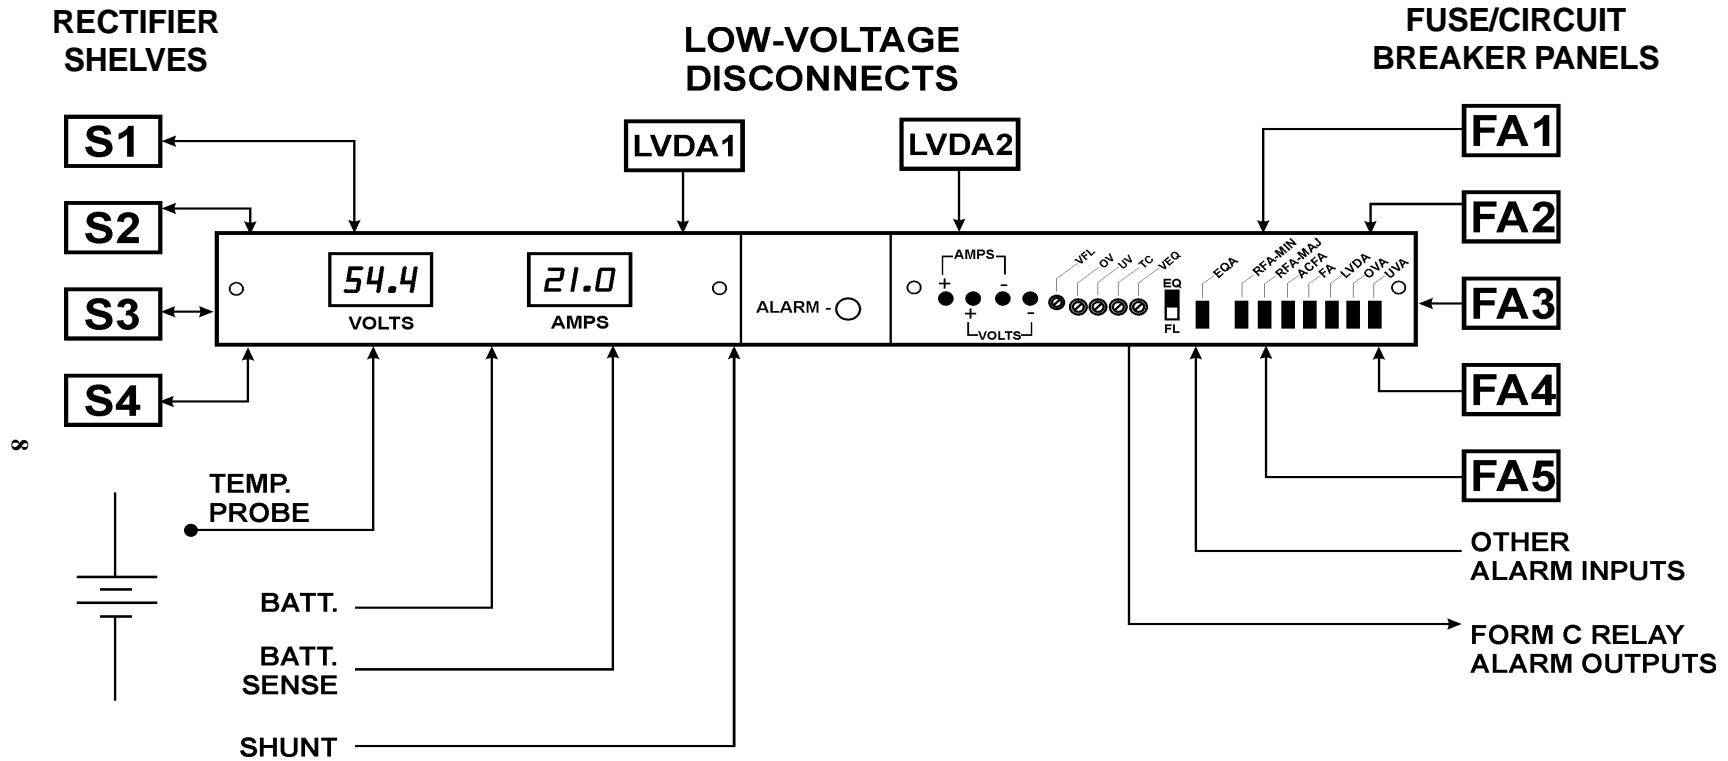 RECTIFIER
SHELVES
LOW-VOLTAGE
DISCONNECTS
FUSE/CIRCUIT
BREAKER PANELS
S1
S2
S3
S4
LVDA1
LVDA2
FA1
FA2
FA3
FA4
FA5
54.4
VOLTS
21.0
AMPS
ALARM -
AMPS
+ -
+ -
VOLTS
VFL
OV
UV
TC
VEQ
EQ
FL
EQA
RFA-MIN
RFA-MAJ
ACFA
FA
LVDA
OVA
UVA
8
TEMP.
PROBE
BATT.
BATT.
SENSE
SHUNT
OTHER
ALARM INPUTS
FORM C RELAY
ALARM OUTPUTS